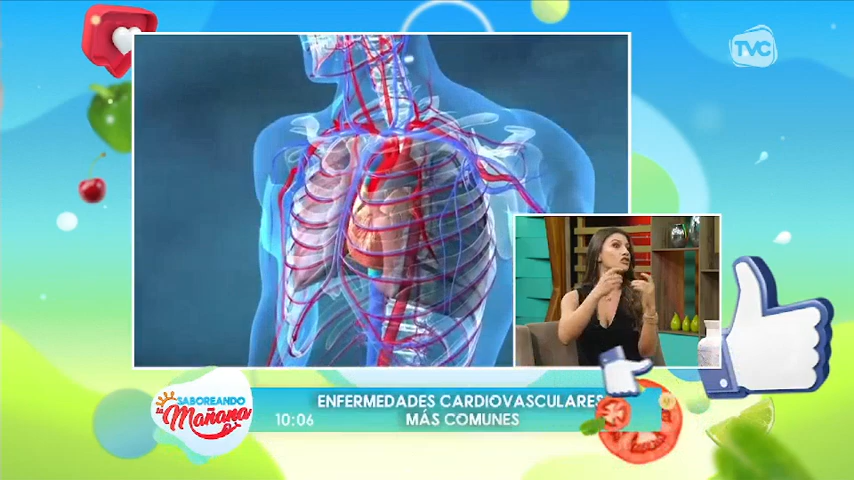 TVC
SABOREANDO
Mañana
10:06
ENFERMEDADES CARDIOVASCULARES
MÁS COMUNES